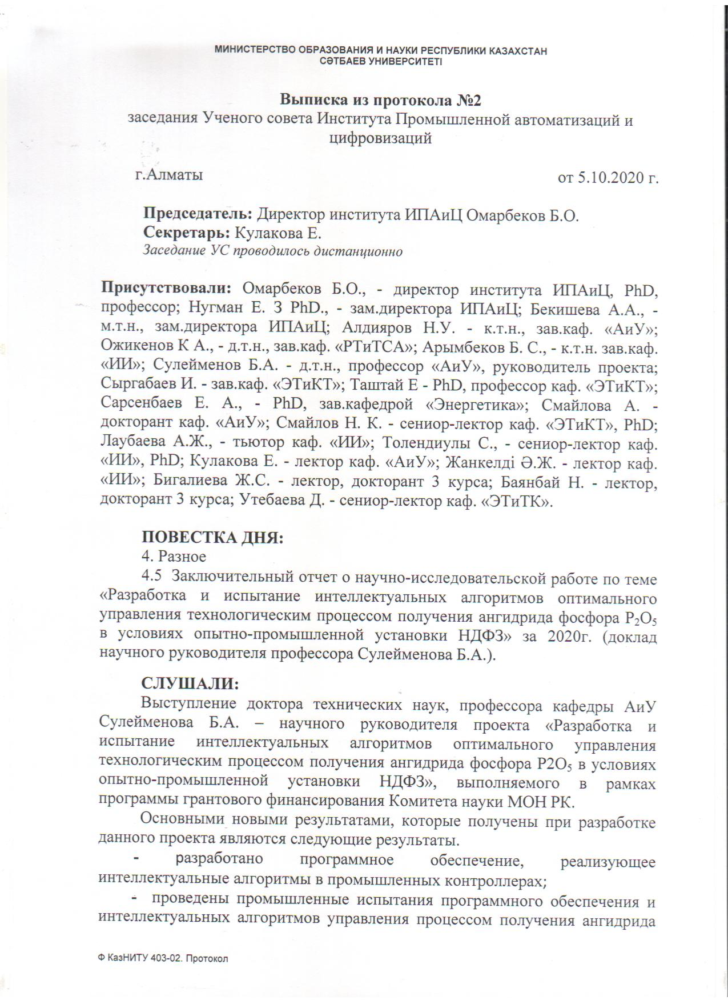 МИНИСТЕРСТВО ОБРАЗОВАНИЯ И НАУКИ РЕСПУБЛИКИ КАЗАХСТАН
СӘТБАЕВ УНИВЕРСИТЕТІ
Выписка из протокола №2
заседания Ученого совета Института Промышленной автоматизаций и
цифровизаций
г.Алматы
от 5.10.2020 г.
Председатель: Директор института ИПАиЦ Омарбеков Б.О.
Секретарь: Кулакова Е.
Заседание УС проводилось дистанционно
Присутствовали: Омарбеков Б.О., - директор института ИПАиЦ, PhD,
профессор; Нугман Е. З PhD., - зам.директора ИПАиЦ; Бекишева А.А., -
м.т.н., зам.директора ИПАиЦ; Алдияров Н.У. - к.т.н., зав.каф. «АиУ»;
Ожикенов К А., - д.т.н., зав.каф. «РТиТСА»; Арымбеков Б. С., - к.т.н. зав.каф.
«ИИ»; Сулейменов Б.А. - д.т.н., профессор «АиУ», руководитель проекта;
Сыргабаев И. - зав.каф. «ЭТиКТ»; Таштай Е - PhD, профессор каф. «ЭТиКТ»;
Сарсенбаев Е. А., - PhD, зав.кафедрой «Энергетика»; Смайлова А. -
докторант каф. «АиУ»; Смайлов Н. К. - сениор-лектор каф. «ЭТиКТ», PhD;
Лаубаева А.Ж., - тьютор каф. «ИИ»; Толендиулы С., - сениор-лектор каф.
«ИИ», PhD; Кулакова Е. - лектор каф. «АиУ»; Жанкелді Ә.Ж. - лектор каф.
«ИИ»; Бигалиева Ж.С. - лектор, докторант 3 курса; Баянбай Н. - лектор,
докторант 3 курса; Утебаева Д. - сениор-лектор каф. «ЭТиТК».
ПОВЕСТКА ДНЯ:
4. Разное
4.5 Заключительный отчет о научно-исследовательской работе по теме
«Разработка и испытание интеллектуальных алгоритмов оптимального
управления технологическим процессом получения ангидрида фосфора P₂O₅
в условиях опытно-промышленной установки НДФЗ» за 2020г. (доклад
научного руководителя профессора Сулейменова Б.А.).
СЛУШАЛИ:
Выступление доктора технических наук, профессора кафедры АиУ
Сулейменова Б.А. – научного руководителя проекта «Разработка и
испытание интеллектуальных алгоритмов оптимального управления
технологическим процессом получения ангидрида фосфора P2O₅ в условиях
опытно-промышленной установки НДФЗ», выполняемого в рамках
программы грантового финансирования Комитета науки МОН РК.
Основными новыми результатами, которые получены при разработке
данного проекта являются следующие результаты.
- разработано программное обеспечение, реализующее
интеллектуальные алгоритмы в промышленных контроллерах;
- проведены промышленные испытания программного обеспечения и
интеллектуальных алгоритмов управления процессом получения ангидрида
Ф КазНИТУ 403-02. Протокол